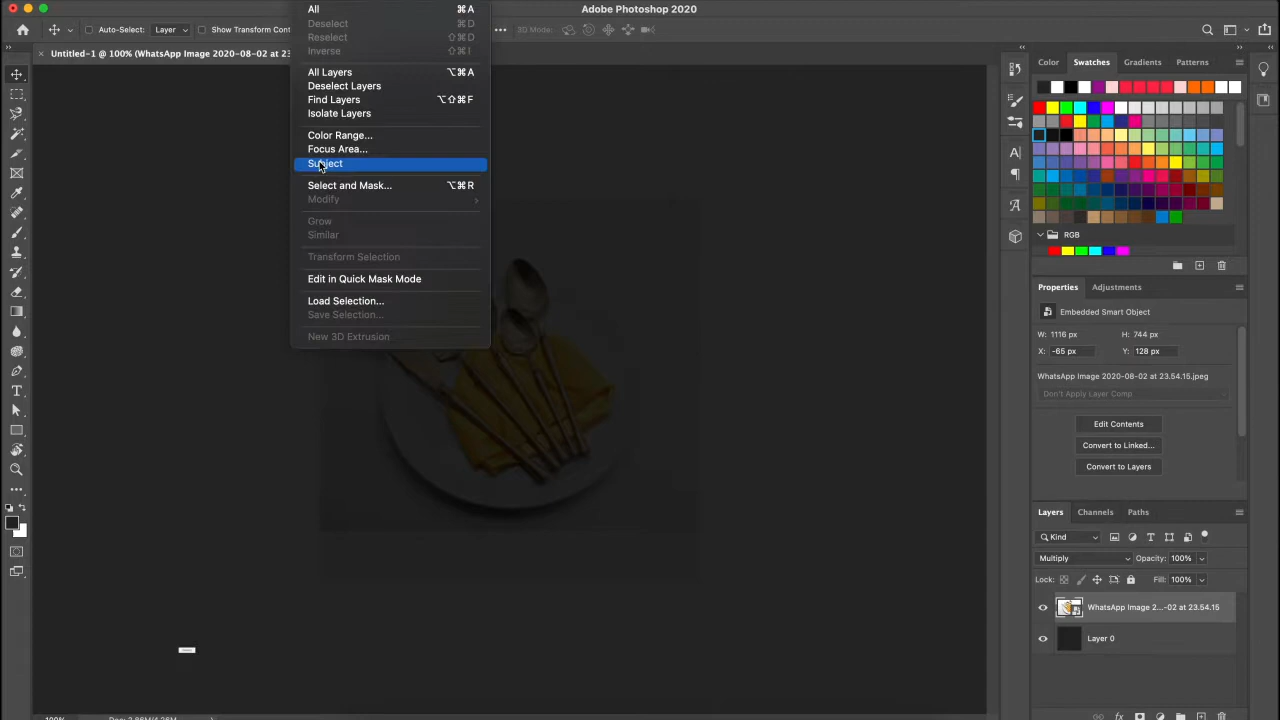 Adobe Photoshop 2020
Auto-Select: Layer Show Transform Cont 3D Mode:
Untitled-1 @ 100% (WhatsApp Image 2020-08-02 at 23
All ⌘A
Deselect ⌘D
Reselect ⇧⌘D
Inverse ⇧⌘I
All Layers ⌥⌘A
Deselect Layers
Find Layers ⌥⇧⌘F
Isolate Layers
Color Range...
Focus Area...
Subject
Select and Mask... ⌥⌘R
Modify
Grow
Similar
Transform Selection
Edit in Quick Mask Mode
Load Selection...
Save Selection...
New 3D Extrusion
Color Swatches Gradients Patterns
RGB
Properties Adjustments
Embedded Smart Object
W: 1116 px H: 744 px
X: -65 px Y: 128 px
WhatsApp Image 2020-08-02 at 23.54.15.jpeg
Don't Apply Layer Comp
Edit Contents
Convert to Linked...
Convert to Layers
Layers Channels Paths
Kind
Multiply Opacity: 100%
Lock: Fill: 100%
WhatsApp Image 2...-02 at 23.54.15
Layer 0